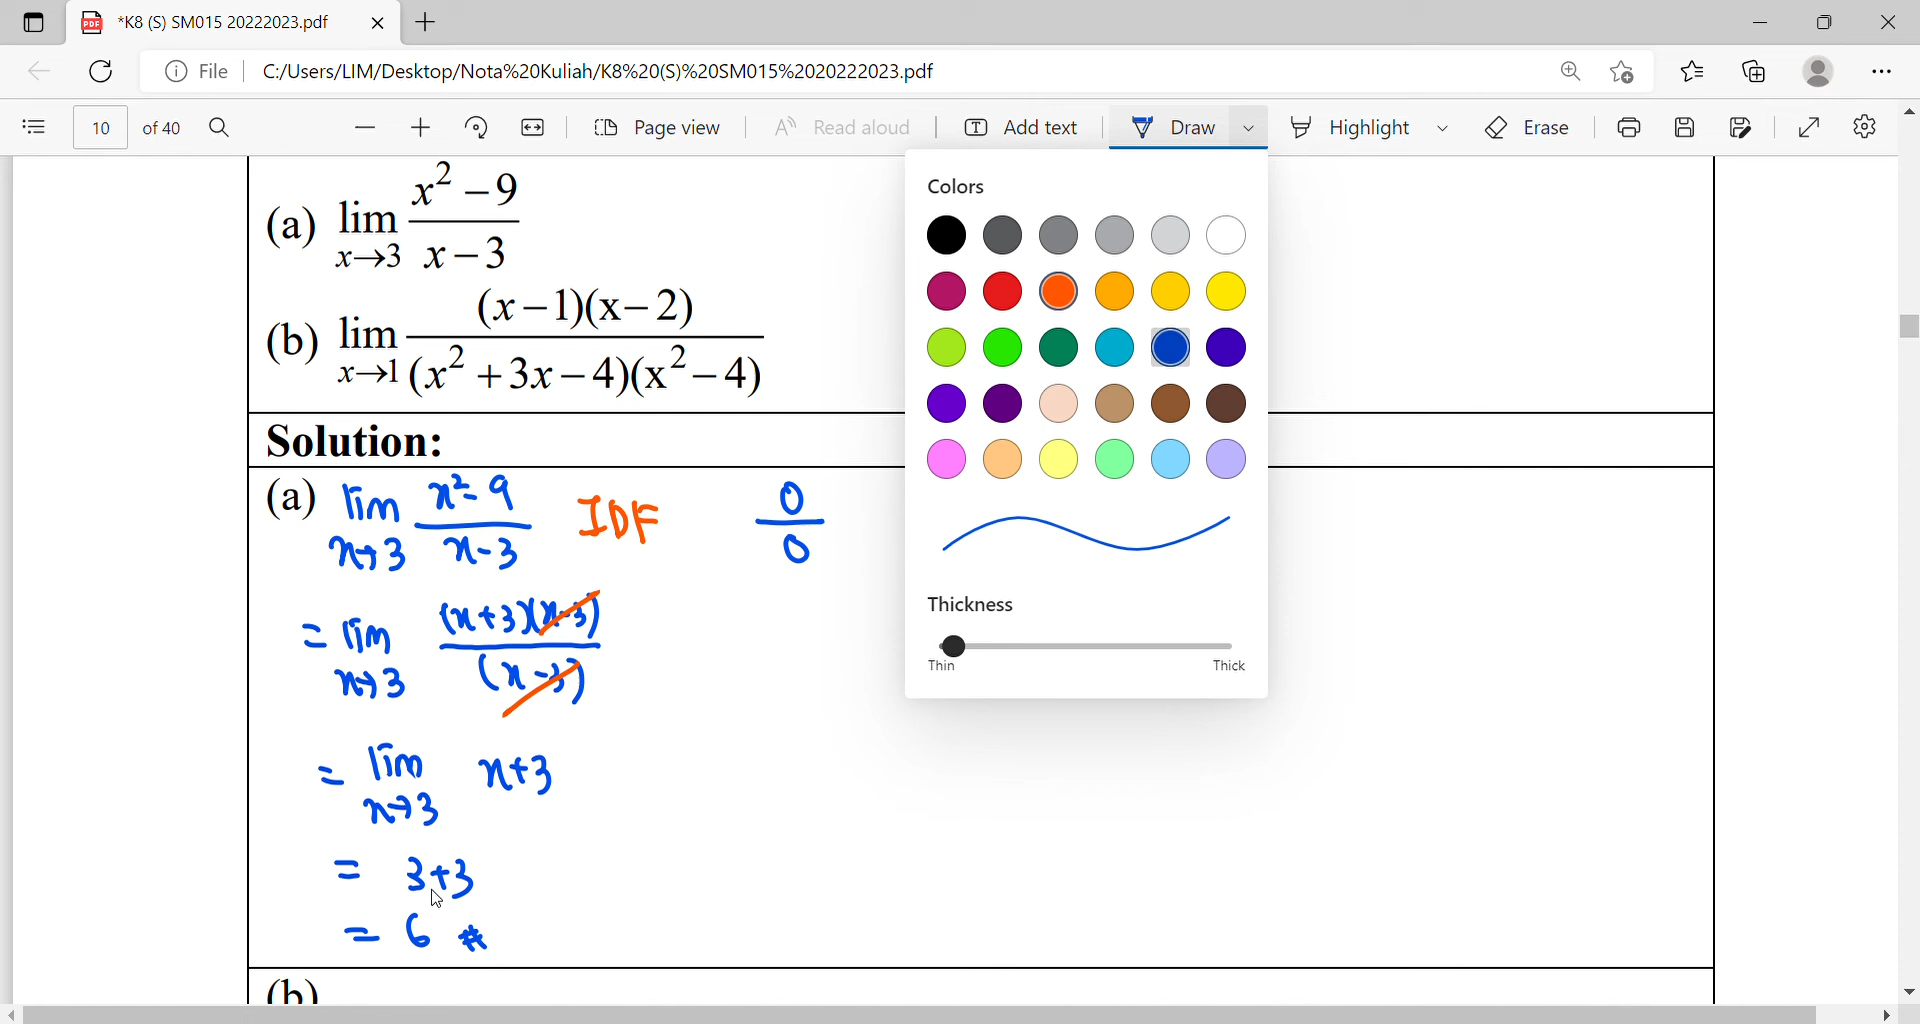 *K8 (S) SM015 20222023.pdf
File C:/Users/LIM/Desktop/Nota%20Kuliah/K8%20(S)%20SM015%2020222023.pdf
10 of 40 Page view Read aloud Add text Draw Highlight Erase
(a) lim x→3 x² − 9 / x − 3
(b) lim x→1 (x − 1)(x − 2) / (x² + 3x − 4)(x² − 4)
Solution:
(a) lim x→3 x² - 9 / x - 3 IDF 0/0
= lim x→3 (x+3)(x-3) / (x-3)
= lim x→3 x+3
= 3+3
= 6 #
(b)
Colors
Thickness
Thin Thick